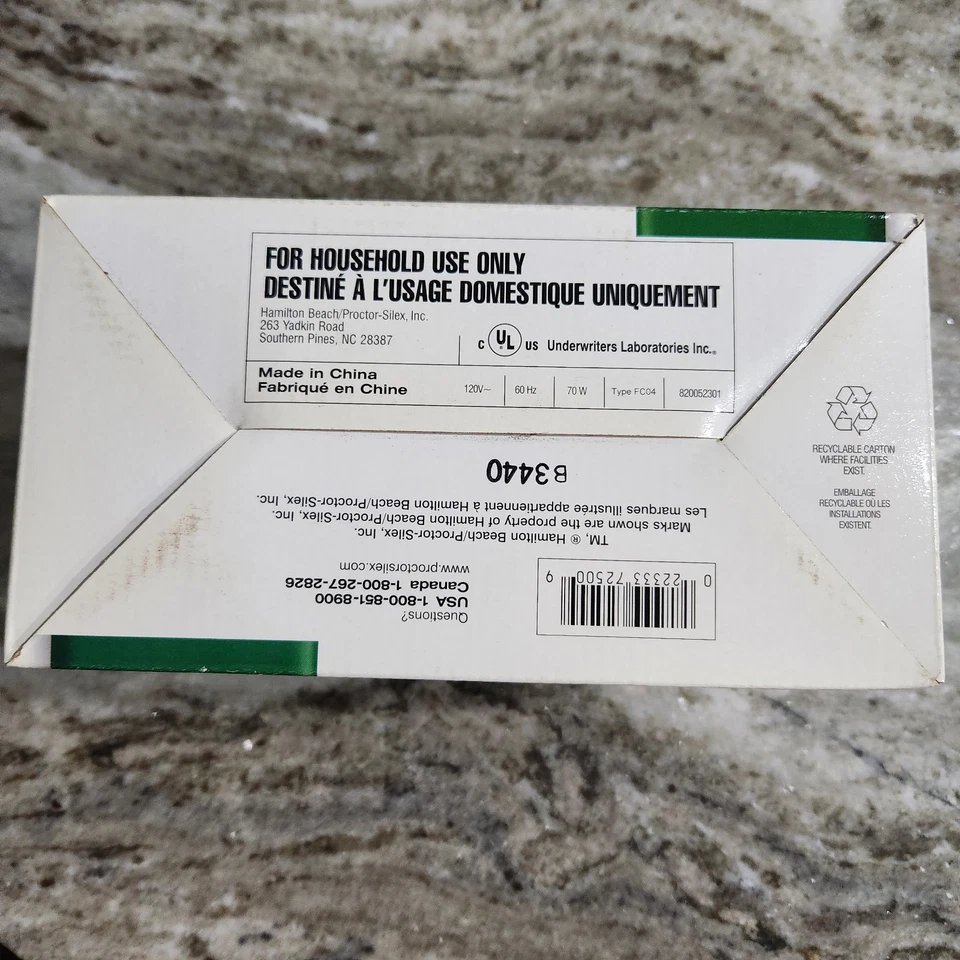 FOR HOUSEHOLD USE ONLY
DESTINÉ À L'USAGE DOMESTIQUE UNIQUEMENT
Hamilton Beach/Proctor-Silex, Inc.
263 Yadkin Road
Southern Pines, NC 28387
C UL US Underwriters Laboratories Inc.®
Made in China
Fabriqué en Chine
120V~ 60 Hz 70 W Type FC04 820052301
RECYCLABLE CARTON
WHERE FACILITIES
EXIST.
EMBALLAGE
RECYCLABLE OÙ LES
INSTALLATIONS
EXISTENT.
0 22333 72500 9
Questions?
USA 1-800-851-8900
Canada 1-800-267-2826
www.proctorsilex.com
TM, ® Hamilton Beach/Proctor-Silex, Inc.
Marks shown are the property of Hamilton Beach/Proctor-Silex, Inc.
Les marques illustrée appartiennent à Hamilton Beach/Proctor-Silex, Inc.
B3440